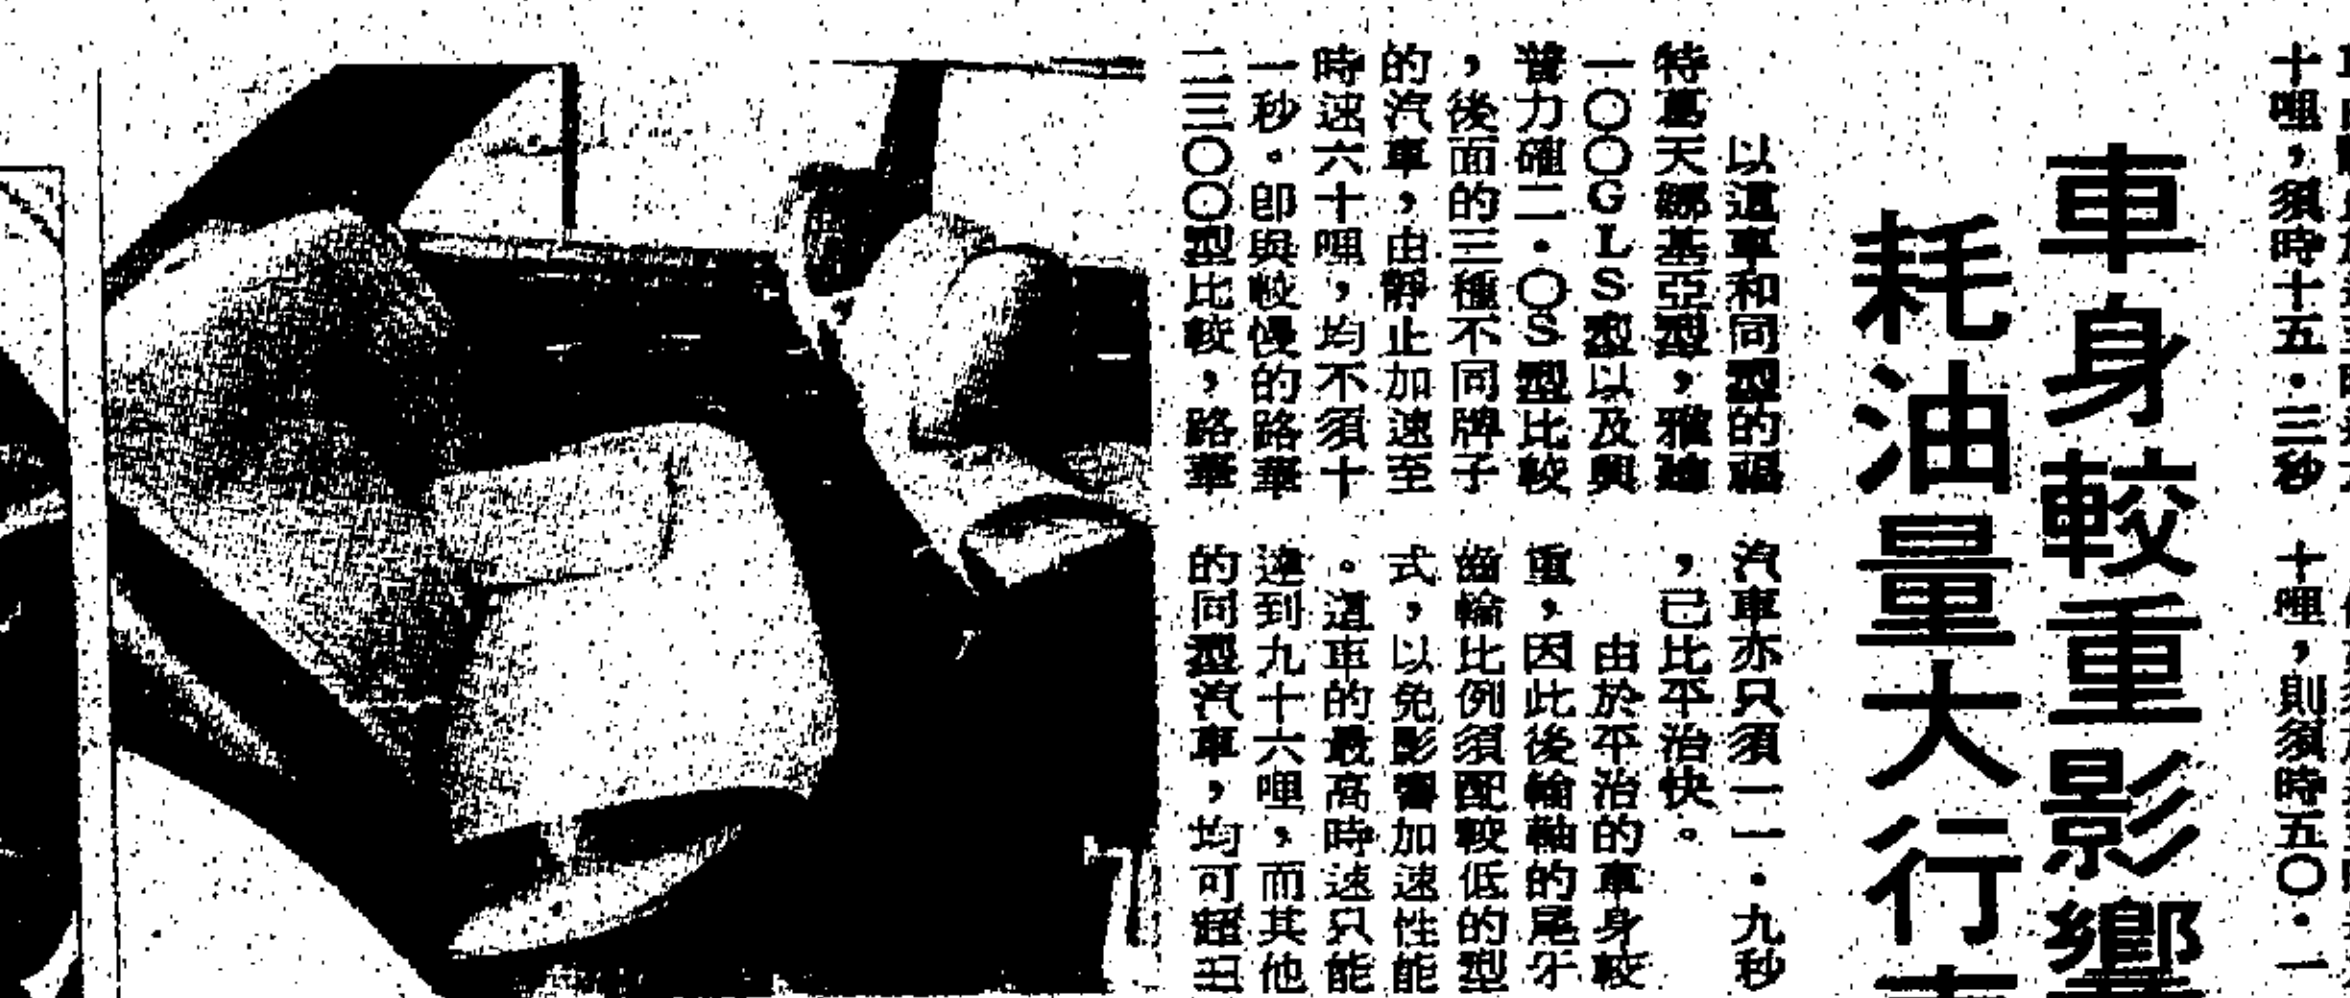 十哩，須時十五・三秒
十哩，則須時五〇・一
車身較重影響
耗油量大行
以這車和同型的福
特葛天娜基亞型，雅迪
一〇〇GLS型以及與
普力確二・〇S型比較
，後面的三種不同牌子
的汽車，由靜止加速至
時速六十哩，均不須十
一秒。即與較慢的路華
二三〇〇型比較，路華
汽車亦只須一一・九秒
，已比平治快。
由於平治的車身較
重，因此後輪軸的尾牙
齒輪比例須配較低的型
式，以免影響加速性能
。這車的最高時速只能
達到九十六哩，而其他
的同型汽車，均可超出